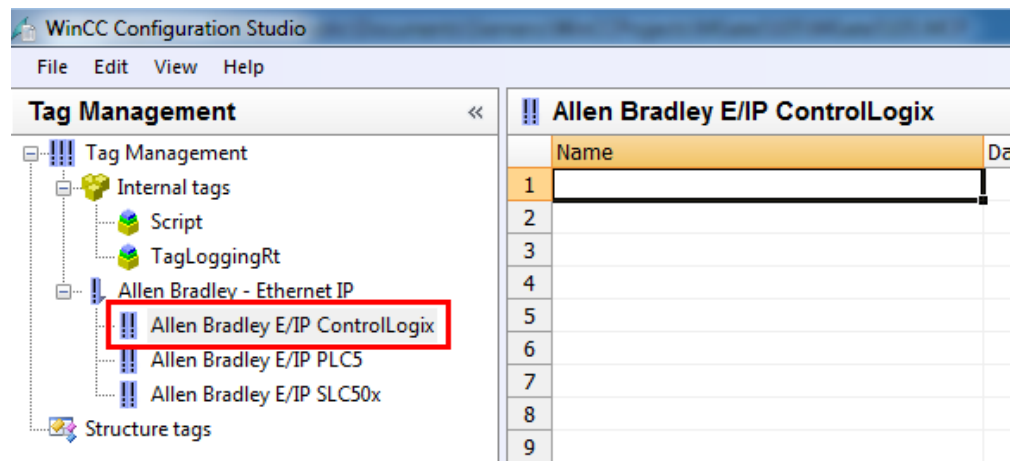 WinCC Configuration Studio
File Edit View Help
Tag Management «
Tag Management
Internal tags
Script
TagLoggingRt
Allen Bradley - Ethernet IP
Allen Bradley E/IP ControlLogix
Allen Bradley E/IP PLC5
Allen Bradley E/IP SLC50x
Structure tags
Allen Bradley E/IP ControlLogix
Name Da
1
2
3
4
5
6
7
8
9